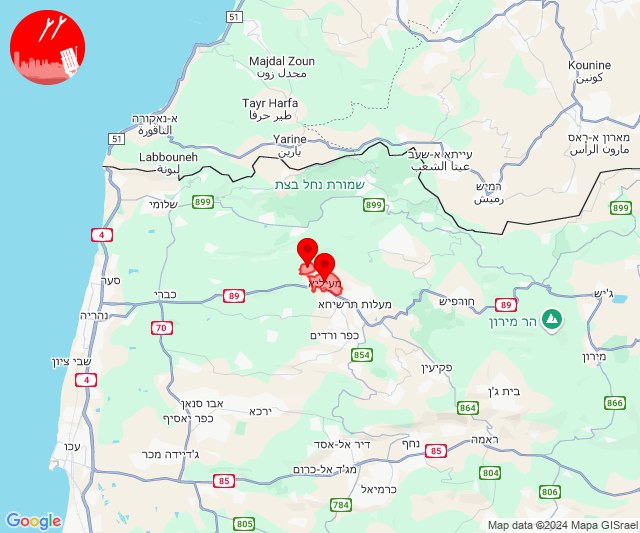 51
Majdal Zoun
مجدل زون
Kounine
كونين
Tayr Harfa
طير حرفا
א-נאקורה
الناقورة
51
Yarine
يارين
Labbouneh
لبونه
עייתא א-שעב
عيتا الشعب
מארון א-ראס
مارون الراس
רמיש
رميش
שמורת נחל בצת
899
שלומי
899
899
4
סער
כברי
89
מעיליא
מעלות תרשיחא
חורפיש
89
ג'יש
נהריה
70
כפר ורדים
הר מירון
מירון
שבי ציון
4
854
פקיעין
866
בית ג'ן
אבו סנאן
ירכא
864
כפר יאסיף
עכו
דיר אל-אסד
נחף
ראמה
ג'דיידה מכר
85
מג'ד אל-כרום
85
804
כרמיאל
806
784
805
Google
Map data ©2024 Mapa GISrael